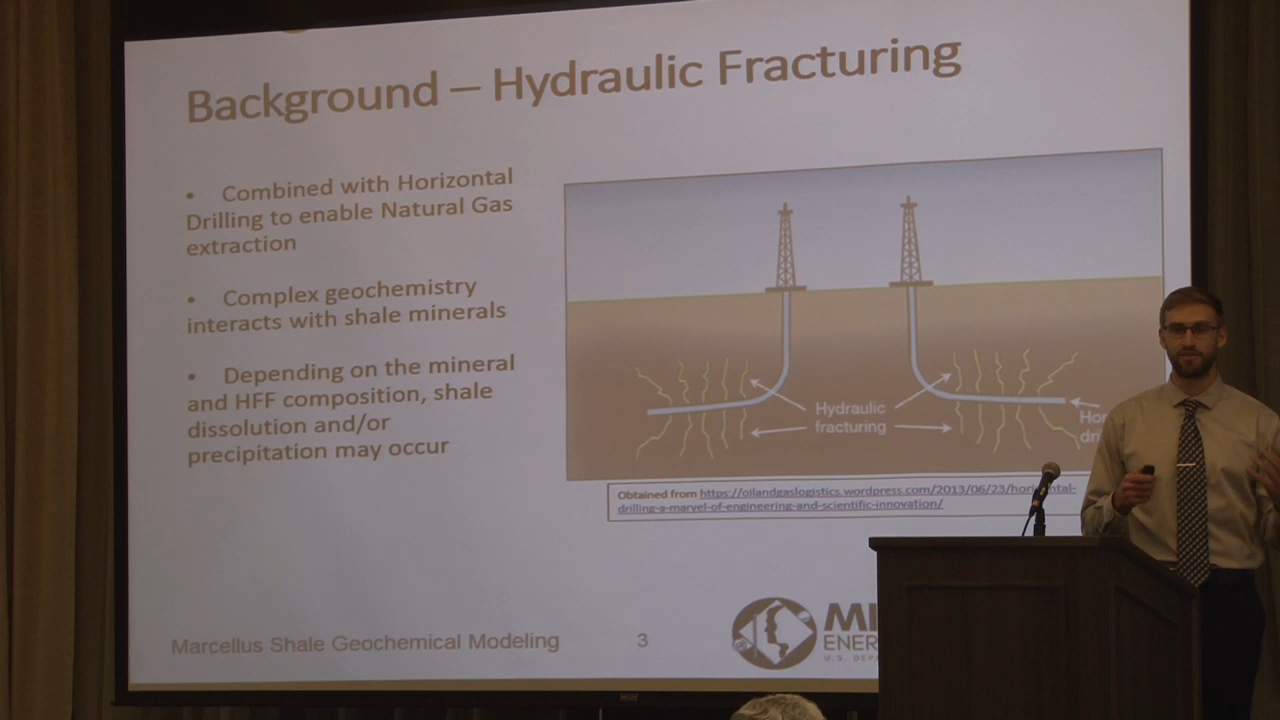 Background – Hydraulic Fracturing
• Combined with Horizontal
Drilling to enable Natural Gas
extraction
• Complex geochemistry
interacts with shale minerals
• Depending on the mineral
and HFF composition, shale
dissolution and/or
precipitation may occur
Hydraulic
fracturing
Obtained from https://oilandgaslogistics.wordpress.com/2013/06/23/horizontal-
drilling-a-marvel-of-engineering-and-scientific-innovation/
Marcellus Shale Geochemical Modeling
3
U.S.